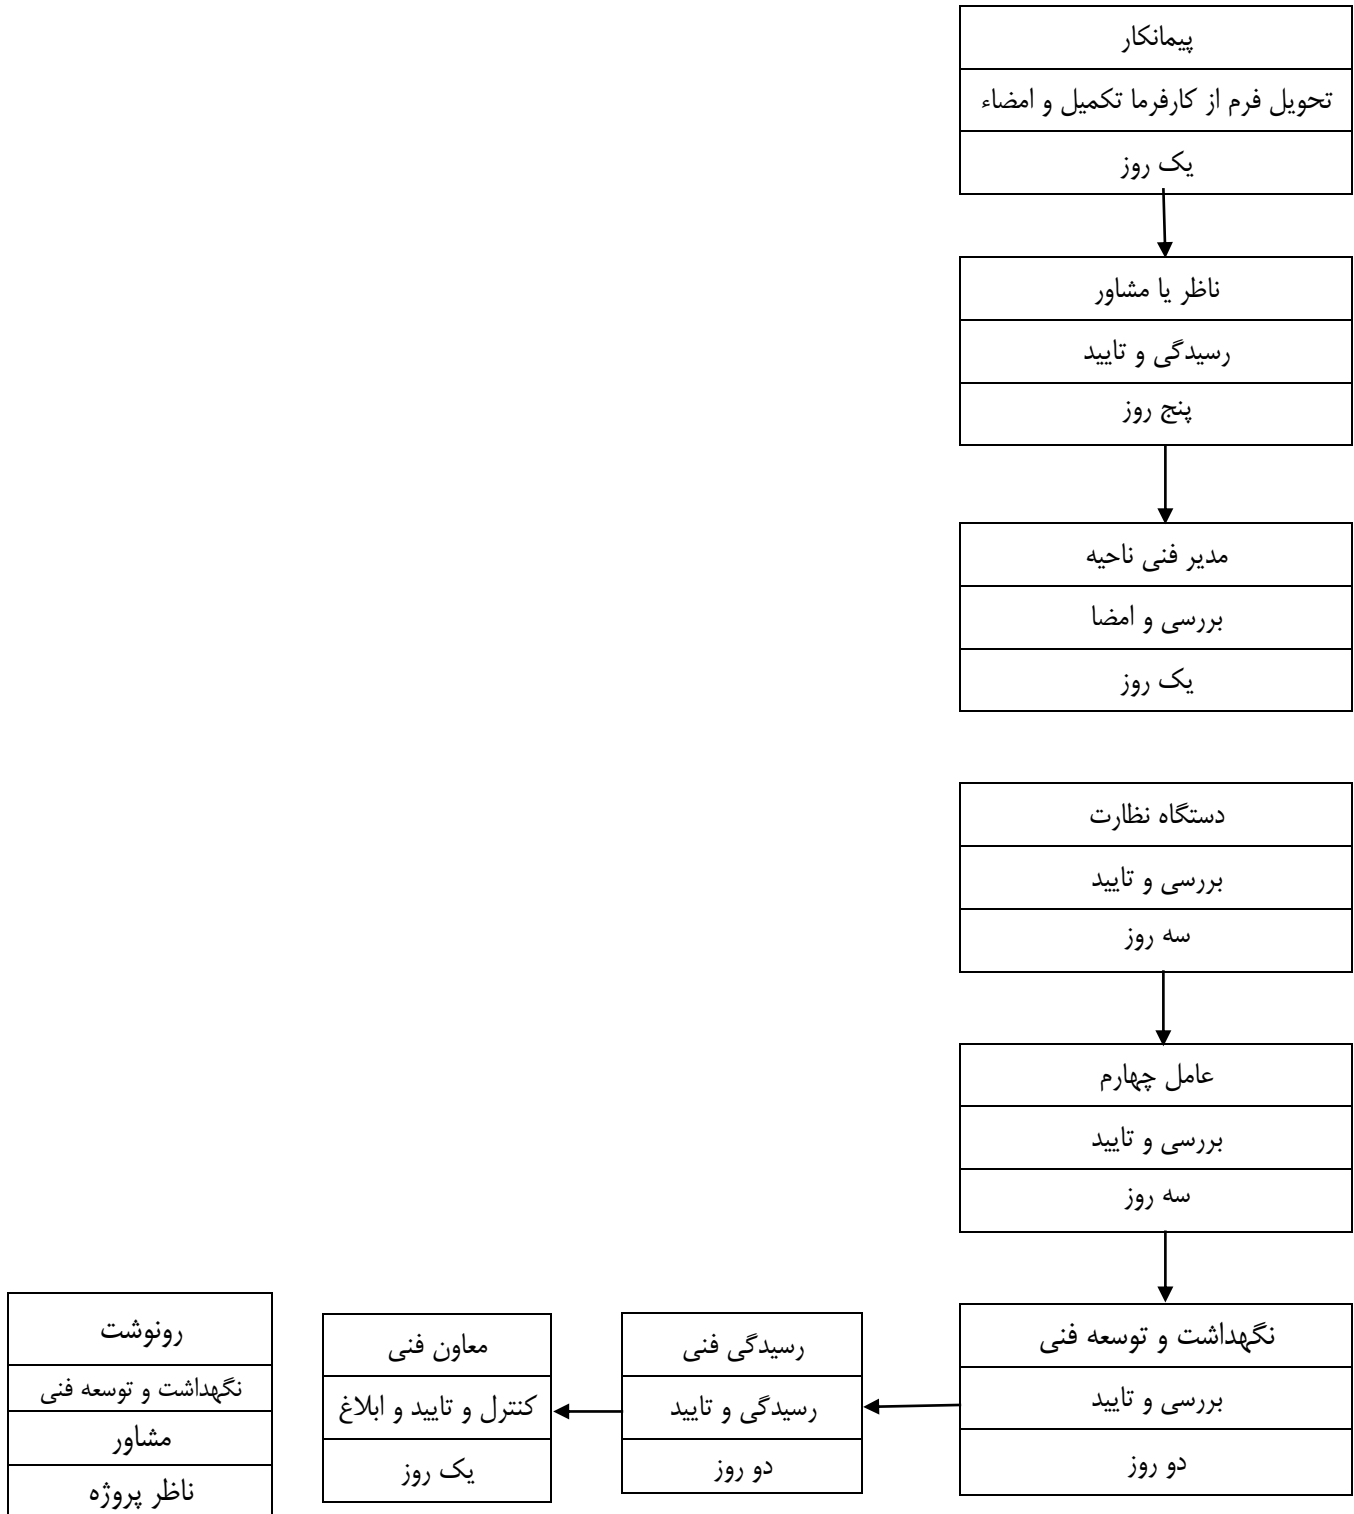 پیمانکار
تحویل فرم از کارفرما تکمیل و امضاء
یک روز
ناظر یا مشاور
رسیدگی و تایید
پنج روز
مدیر فنی ناحیه
بررسی و امضا
یک روز
دستگاه نظارت
بررسی و تایید
سه روز
عامل چهارم
بررسی و تایید
سه روز
نگهداشت و توسعه فنی
بررسی و تایید
دو روز
رسیدگی فنی
رسیدگی و تایید
دو روز
معاون فنی
کنترل و تایید و ابلاغ
یک روز
رونوشت
نگهداشت و توسعه فنی
مشاور
ناظر پروژه